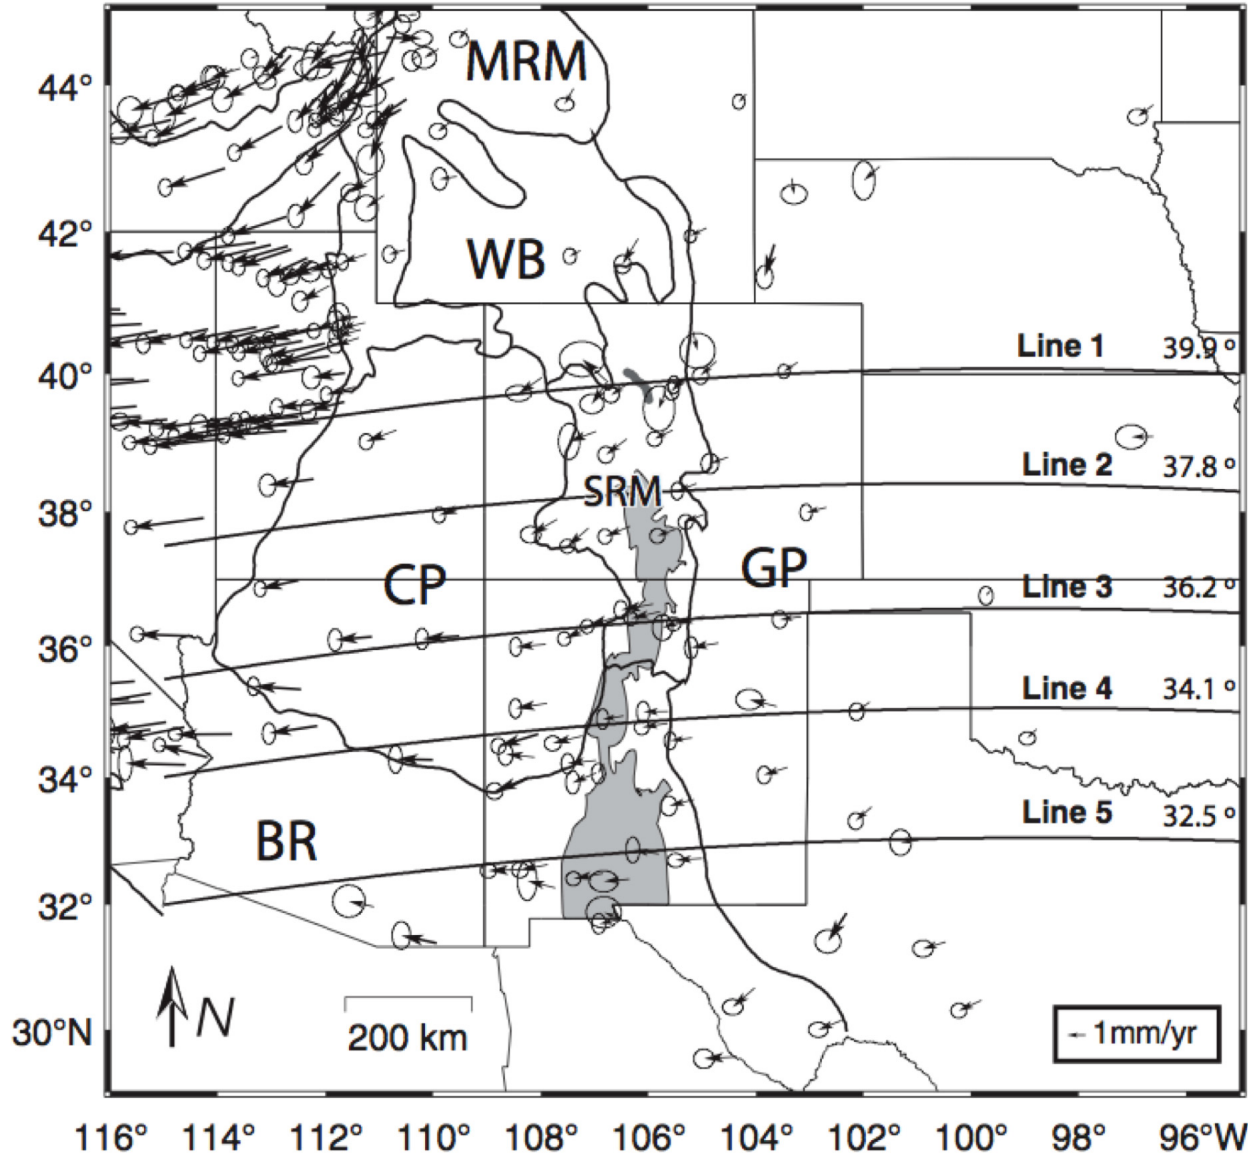 44°
MRM
42°
WB
40°
Line 1 39.9 º
Line 2 37.8 º
SRM
38°
CP
GP
Line 3 36.2 º
36°
Line 4 34.1 º
34°
BR
Line 5 32.5 º
32°
N
200 km
30°N
1mm/yr
116° 114° 112° 110° 108° 106° 104° 102° 100° 98° 96°W